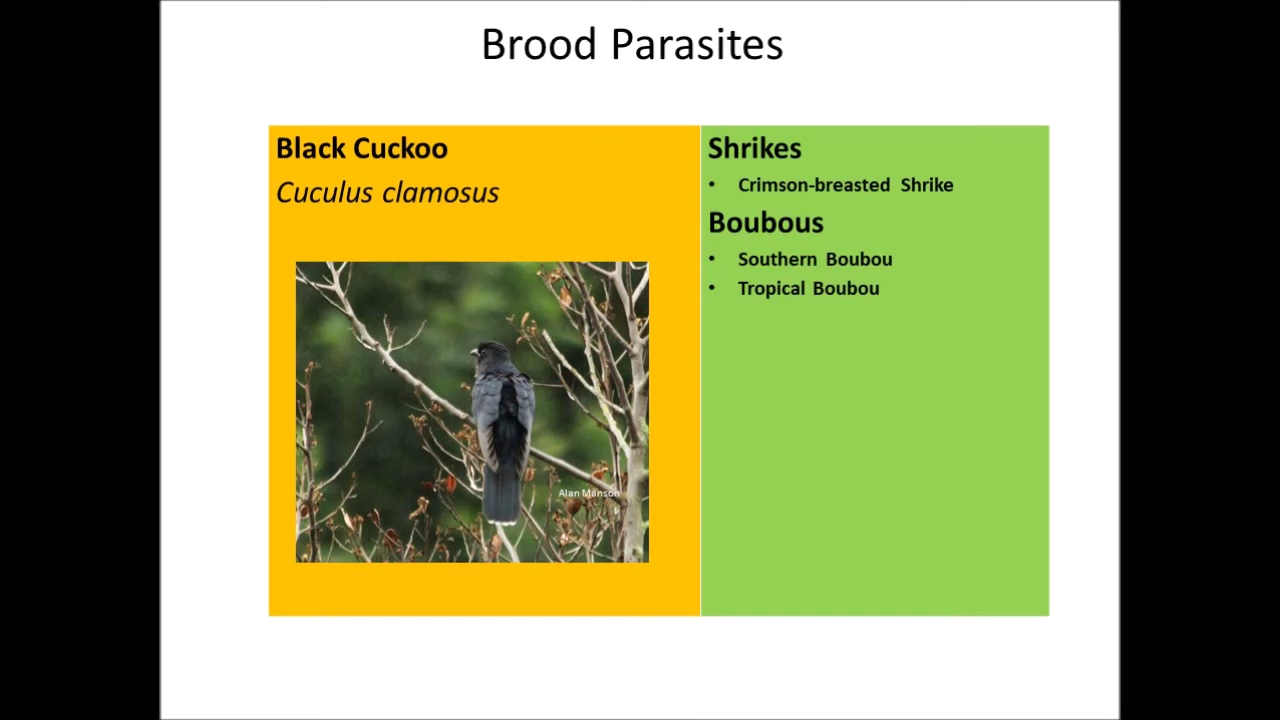 Brood Parasites
Black Cuckoo
Cuculus clamosus
Alan Manson
Shrikes
• Crimson-breasted Shrike
Boubous
• Southern Boubou
• Tropical Boubou